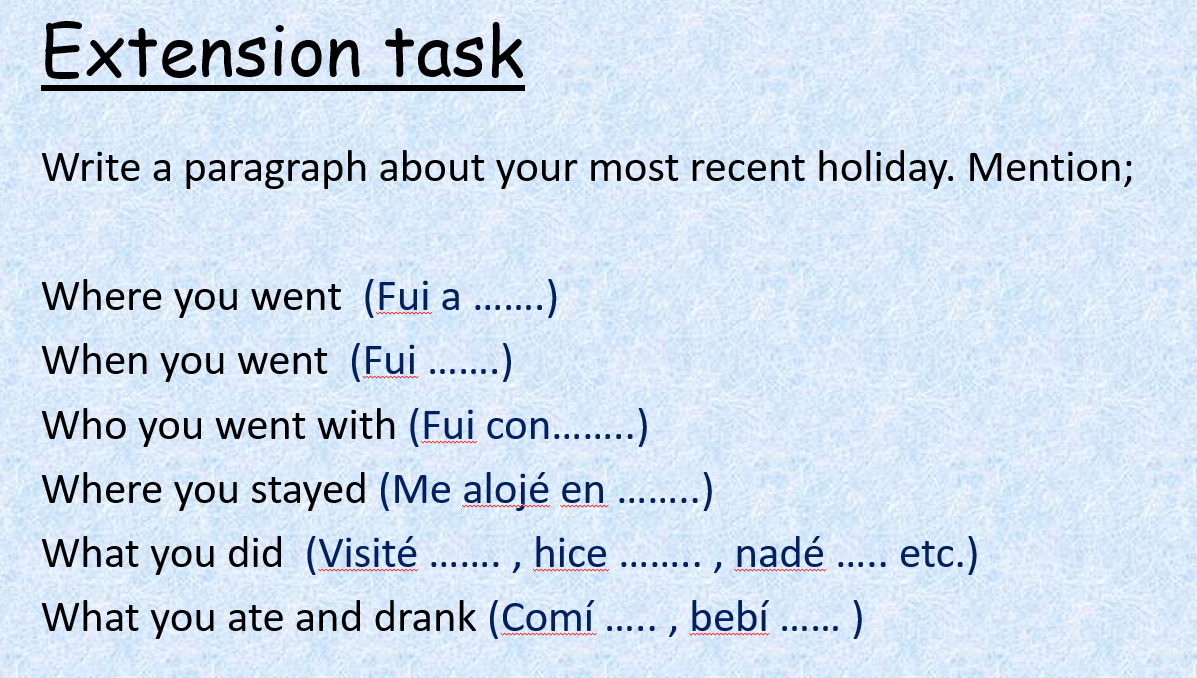 Extension task
Write a paragraph about your most recent holiday. Mention;
Where you went (Fui a …….)
When you went (Fui …….)
Who you went with (Fui con……..)
Where you stayed (Me alojé en ……..)
What you did (Visité ……. , hice …….. , nadé ….. etc.)
What you ate and drank (Comí ….. , bebí …… )